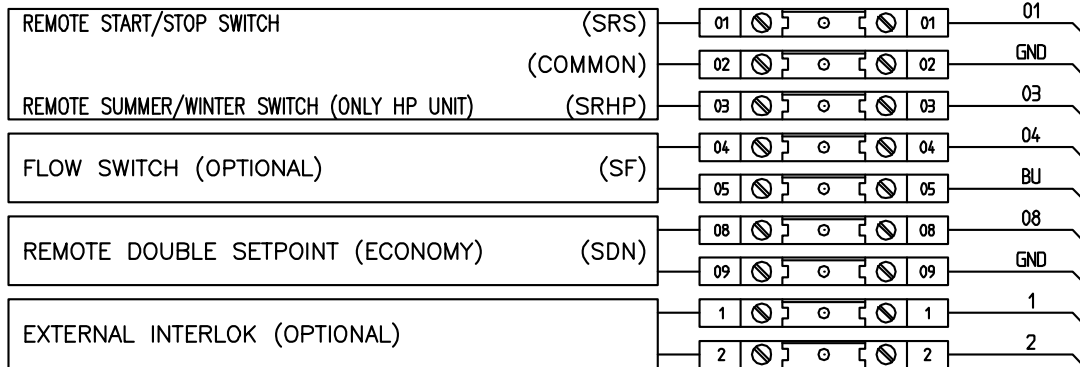 REMOTE START/STOP SWITCH (SRS) 01 01 01
(COMMON) 02 02 GND
REMOTE SUMMER/WINTER SWITCH (ONLY HP UNIT) (SRHP) 03 03 03
04 04 04
FLOW SWITCH (OPTIONAL) (SF)
05 05 BU
08 08 08
REMOTE DOUBLE SETPOINT (ECONOMY) (SDN)
09 09 GND
1 1 1
EXTERNAL INTERLOK (OPTIONAL)
2 2 2